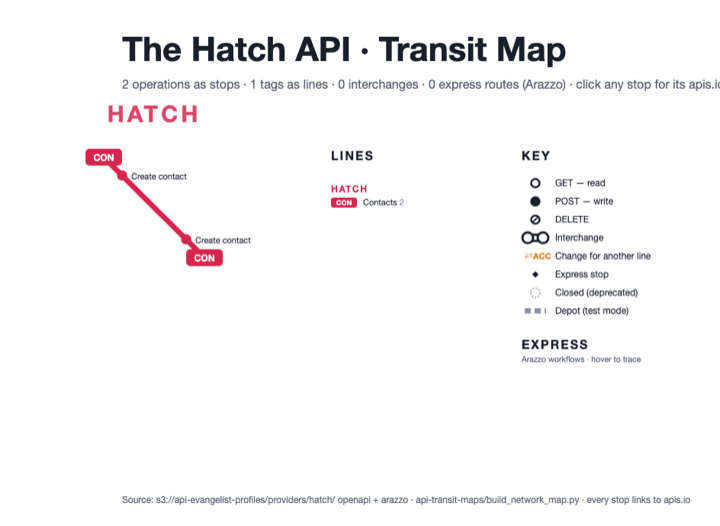 The Hatch API · Transit Map
2 operations as stops · 1 tags as lines · 0 interchanges · 0 express routes (Arazzo) · click any stop for its apis.io
HATCH
CON
Create contact
Create contact
CON
LINES
HATCH
CON Contacts 2
KEY
GET — read
POST — write
DELETE
Interchange
⇄ACC Change for another line
Express stop
Closed (deprecated)
Depot (test mode)
EXPRESS
Arazzo workflows · hover to trace
Source: s3://api-evangelist-profiles/providers/hatch/ openapi + arazzo · api-transit-maps/build_network_map.py · every stop links to apis.io